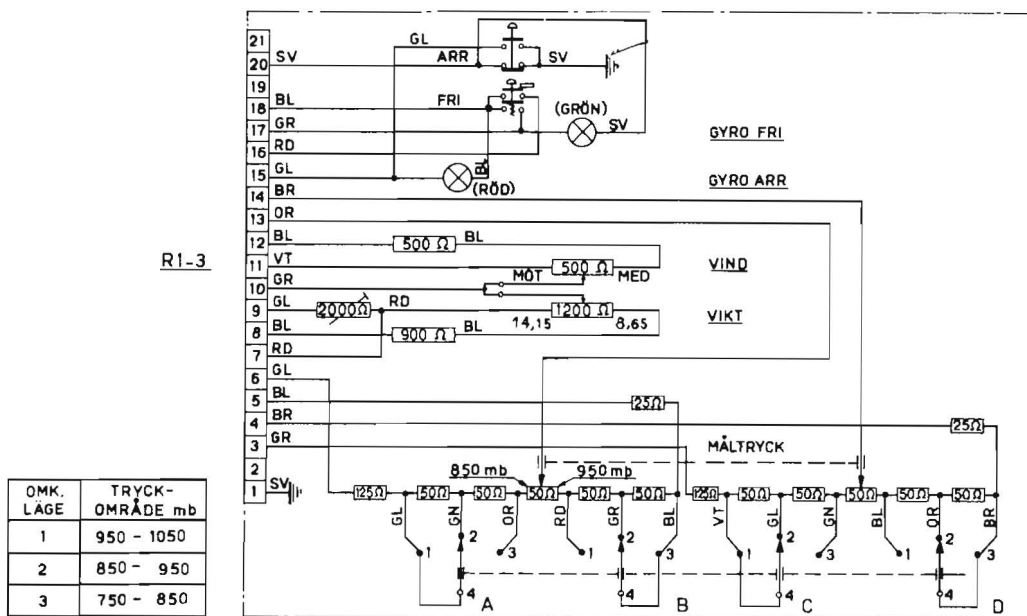 21
GL
20 SV ARR SV
19
18 BL FRI (GRÖN)
17 GR SV GYRO FRI
16 RD BL
15 GL (RÖD) GYRO ARR
14 BR
13 OR
12 BL 500 Ω BL
R1-3
11 VT 500 Ω VIND
MÖT MED
10 GR
9 GL 2000Ω RD 1200 Ω VIKT
14,15 8,65
8 BL 900 Ω BL
7 RD
6 GL
5 BL 25Ω
4 BR 25Ω
3 GR MÅLTRYCK
2 850 mb 950 mb
1 SV 125Ω 50Ω 50Ω 50Ω 50Ω 50Ω 125Ω 50Ω 50Ω 50Ω 50Ω 50Ω
GL GN OR RD GR BL VT GL GN BL OR BR
1 2 3 1 2 3 1 2 3 1 2 3
4 4 4 4
A B C D
OMK. LÄGE TRYCK-OMRÅDE mb
1 950 - 1050
2 850 - 950
3 750 - 850